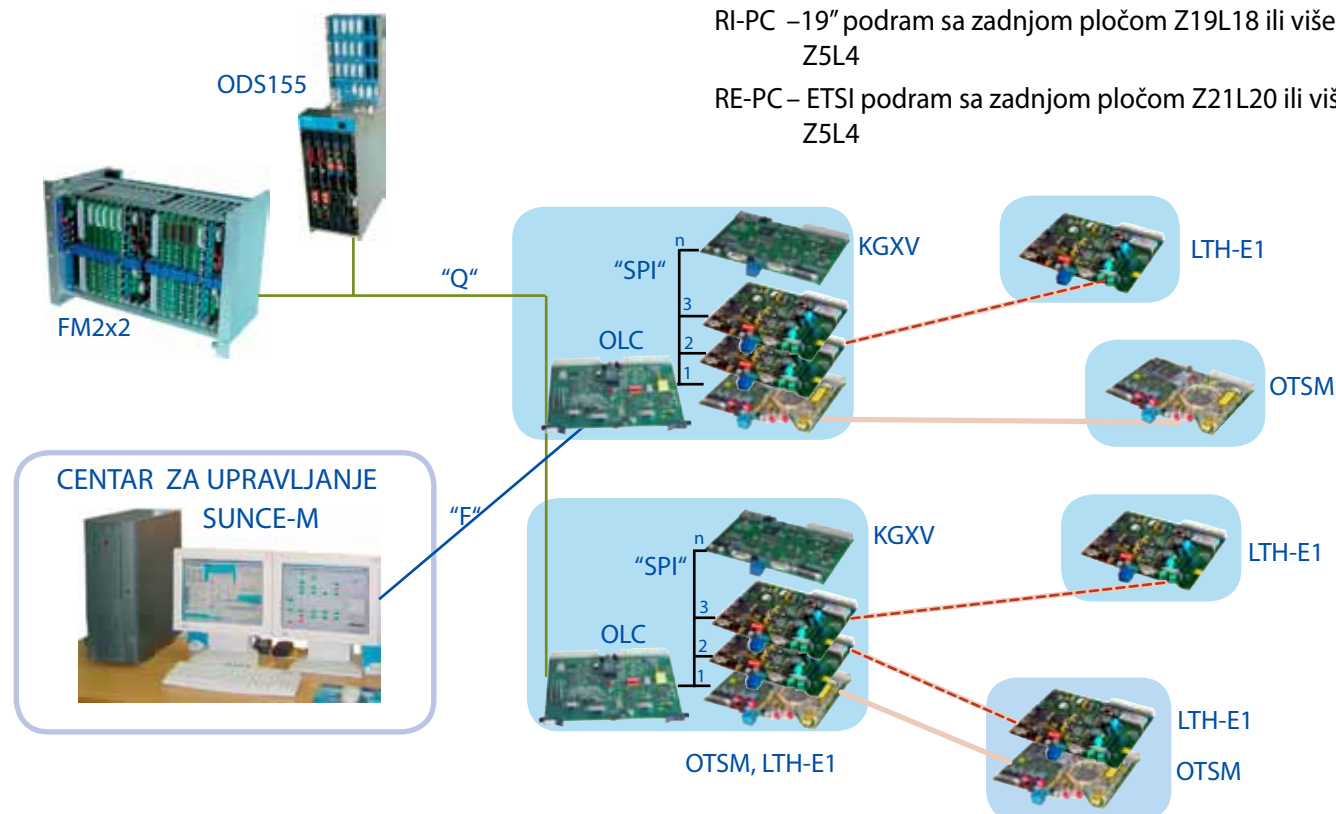 RI-PC –19” podram sa zadnjom pločom Z19L18 ili više
Z5L4
RE-PC – ETSI podram sa zadnjom pločom Z21L20 ili viš
Z5L4
ODS155
FM2x2
“Q“
“SPI“
n
3
2
1
OLC
KGXV
LTH-E1
OTSM
CENTAR ZA UPRAVLJANJE
SUNCE-M
“F“
“SPI“
n
3
2
1
OLC
KGXV
LTH-E1
OTSM, LTH-E1
LTH-E1
OTSM